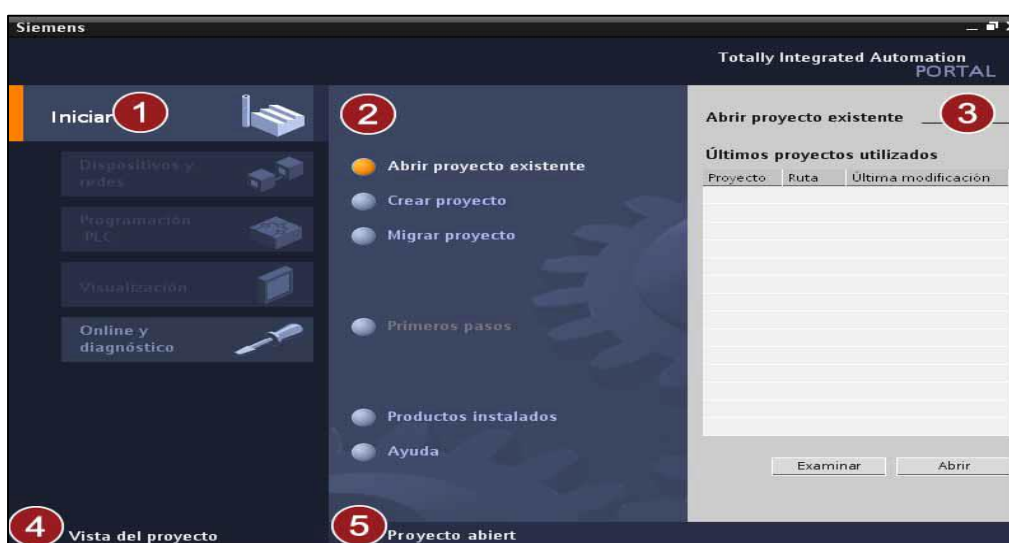 Siemens
Totally Integrated Automation
PORTAL
Iniciar
1
Dispositivos y
redes
Programación
PLC
Visualización
Online y
diagnóstico
2
Abrir proyecto existente
Crear proyecto
Migrar proyecto
Primeros pasos
Productos instalados
Ayuda
Abrir proyecto existente
3
Últimos proyectos utilizados
Proyecto Ruta Última modificación
Examinar Abrir
4
Vista del proyecto
5
Proyecto abiert